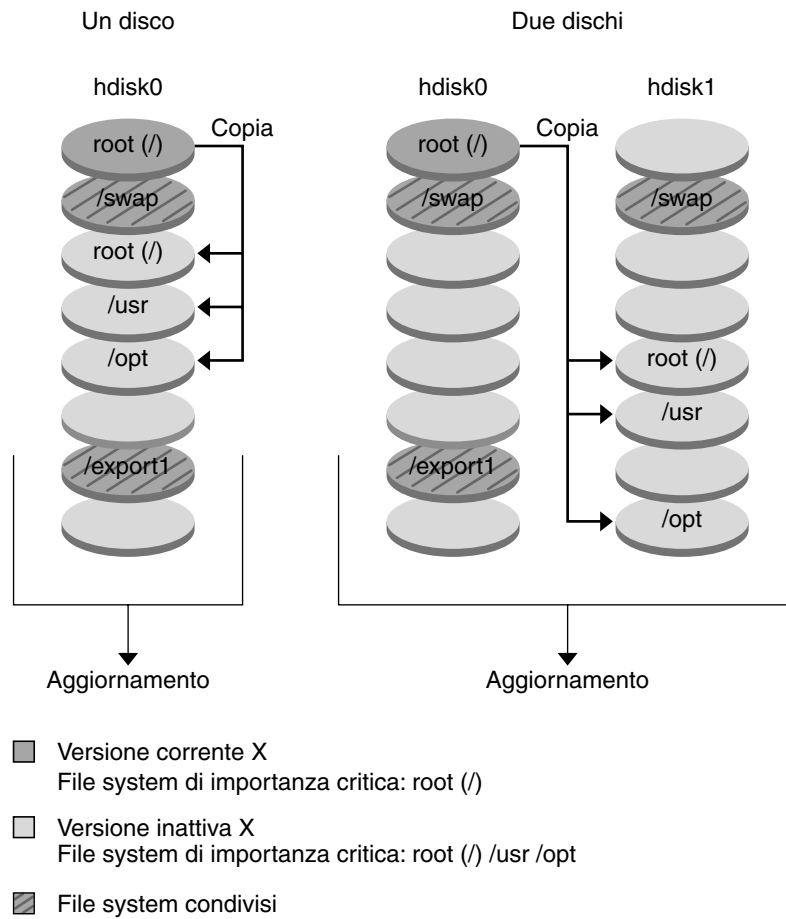 Un disco
Due dischi
hdisk0
hdisk0
hdisk1
root (/)
Copia
root (/)
Copia
/swap
/swap
/swap
root (/)
/usr
/opt
root (/)
/usr
/export1
/export1
/opt
Aggiornamento
Aggiornamento
Versione corrente X
File system di importanza critica: root (/)
Versione inattiva X
File system di importanza critica: root (/) /usr /opt
File system condivisi